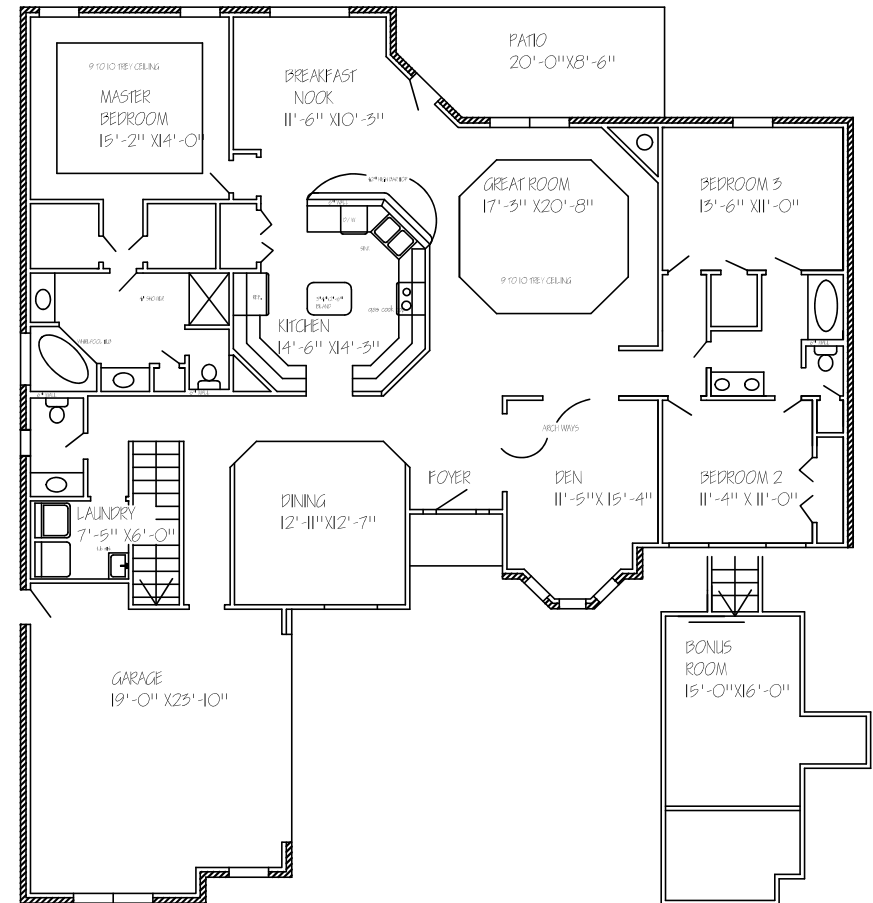 PATIO
20'-0"X8'-6"
9 TO 10 TREY CEILING
MASTER
BEDROOM
15'-2" X14'-0"
BREAKFAST
NOOK
11'-6" X10'-3"
GREAT ROOM
17'-3" X20'-8"
9 TO 10 TREY CEILING
BEDROOM 3
13'-6" X11'-0"
D/W
REF.
ISLAND
KITCHEN
14'-6" X14'-3"
ARCH WAYS
FOYER
DEN
11'-5"X 15'-4"
BEDROOM 2
11'-4" X 11'-0"
DINING
12'-11"X12'-7"
LAUNDRY
7'-5" X6'-0"
GARAGE
19'-0" X23'-10"
BONUS
ROOM
15'-0"X16'-0"